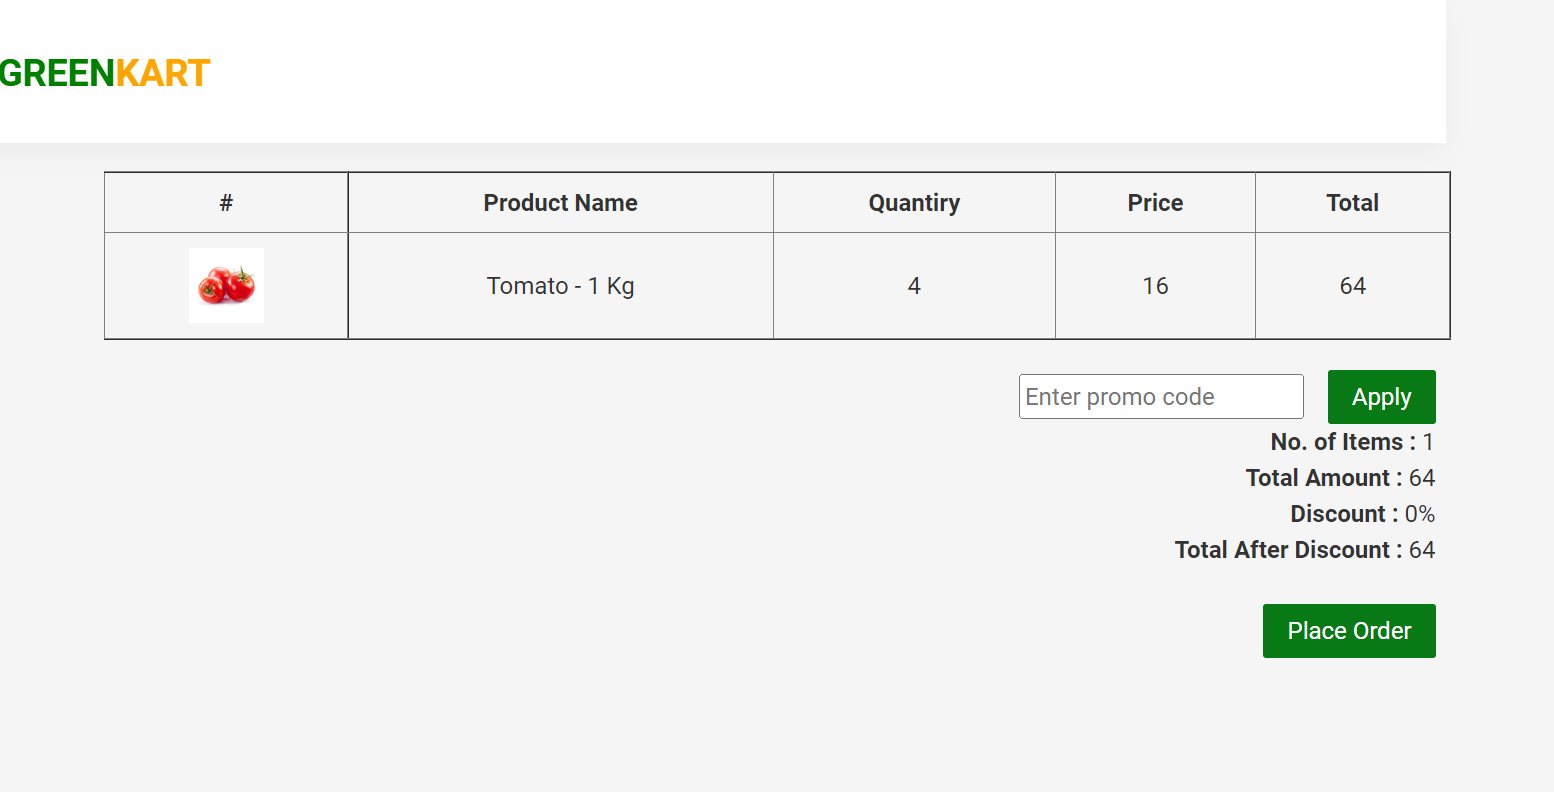 GREENKART
# Product Name Quantiry Price Total
Tomato - 1 Kg 4 16 64
Enter promo code Apply
No. of Items : 1
Total Amount : 64
Discount : 0%
Total After Discount : 64
Place Order